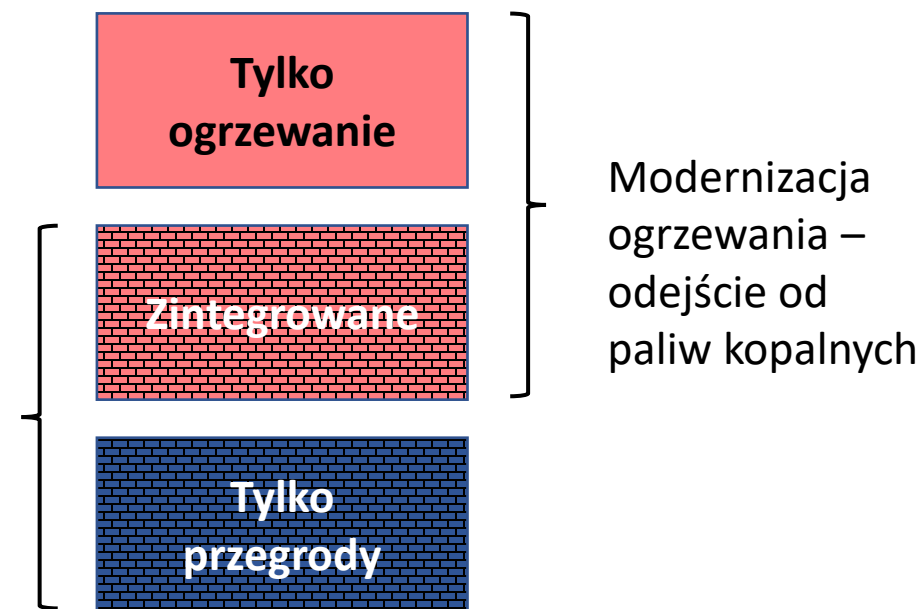 Tylko
ogrzewanie
Zintegrowane
Tylko
przegrody
Modernizacja
ogrzewania –
odejście od
paliw kopalnych